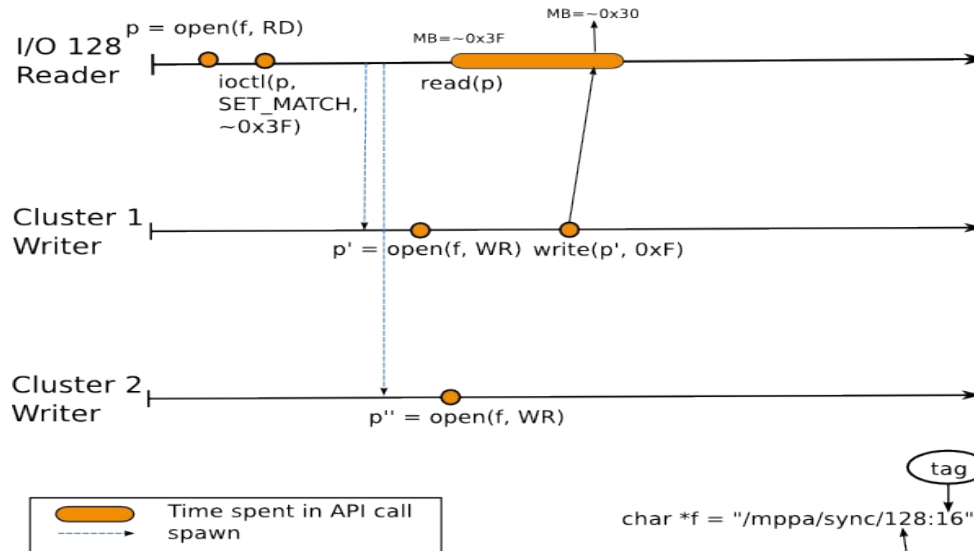 p = open(f, RD)
I/O 128
Reader
ioctl(p,
SET_MATCH,
~0x3F)
MB=~0x3F
read(p)
MB=~0x30
Cluster 1
Writer
p' = open(f, WR)
write(p', 0xF)
Cluster 2
Writer
p'' = open(f, WR)
Time spent in API call
spawn
tag
char *f = "/mppa/sync/128:16"